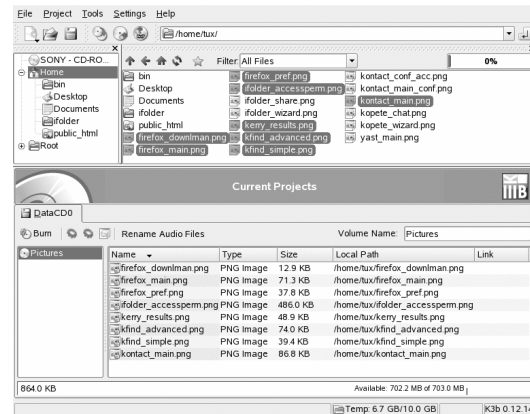 File Project Tools Settings Help
/home/tux/
SONY - CD-RO...
Home
bin
Desktop
Documents
ifolder
public_html
Root
Filter: All Files 0%
bin firefox_pref.png kontact_conf_acc.png
Desktop ifolder_accessperm.png kontact_main_conf.png
Documents ifolder_share.png kontact_main.png
ifolder ifolder_wizard.png kopete_chat.png
public_html kerry_results.png kopete_wizard.png
firefox_downlman.png kfind_advanced.png yast_main.png
firefox_main.png kfind_simple.png
Current Projects
DataCD0
Burn Rename Audio Files Volume Name: Pictures
Pictures
Name Type Size Local Path Link
firefox_downlman.png PNG Image 12.9 KB /home/tux/firefox_downlman.png
firefox_main.png PNG Image 71.3 KB /home/tux/firefox_main.png
firefox_pref.png PNG Image 37.8 KB /home/tux/firefox_pref.png
ifolder_accessperm.png PNG Image 486.0 KB /home/tux/ifolder_accessperm.png
kerry_results.png PNG Image 48.9 KB /home/tux/kerry_results.png
kfind_advanced.png PNG Image 74.0 KB /home/tux/kfind_advanced.png
kfind_simple.png PNG Image 39.4 KB /home/tux/kfind_simple.png
kontact_main.png PNG Image 86.8 KB /home/tux/kontact_main.png
864.0 KB Available: 702.2 MB of 703.0 MB
Temp: 6.7 GB/10.0 GB K3b 0.12.1